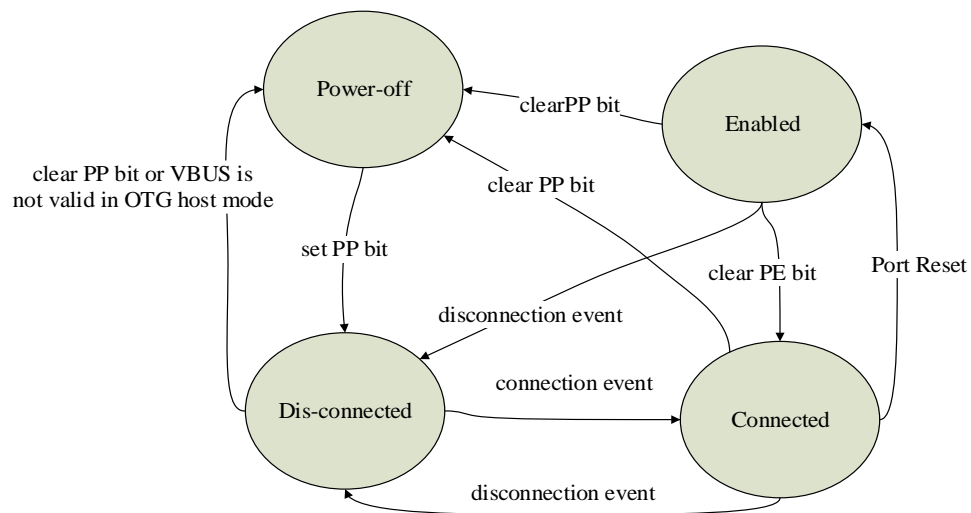 Power-off
clearPP bit
Enabled
clear PP bit or VBUS is
not valid in OTG host mode
clear PP bit
set PP bit
clear PE bit
Port Reset
disconnection event
connection event
Dis-connected
Connected
disconnection event